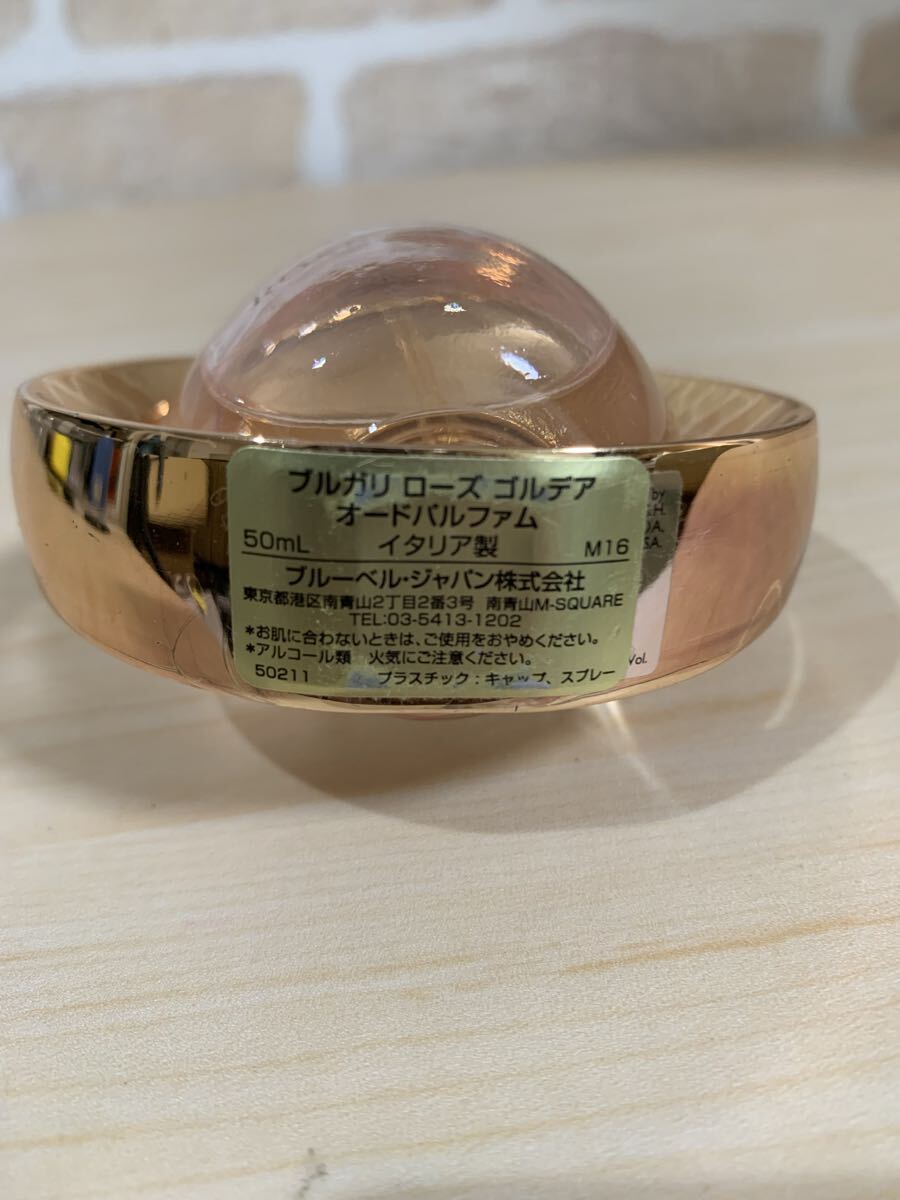 ブルガリ ローズ ゴルデア
オードパルファム
50mL イタリア製 M16
ブルーベル・ジャパン株式会社
東京都港区南青山2丁目2番3号 南青山M-SQUARE
TEL:03-5413-1202
*お肌に合わないときは、ご使用をおやめください。
*アルコール類 火気にご注意ください。
50211 プラスチック:キャップ、スプレー
by
.H.
DA.
SA.
Vol.